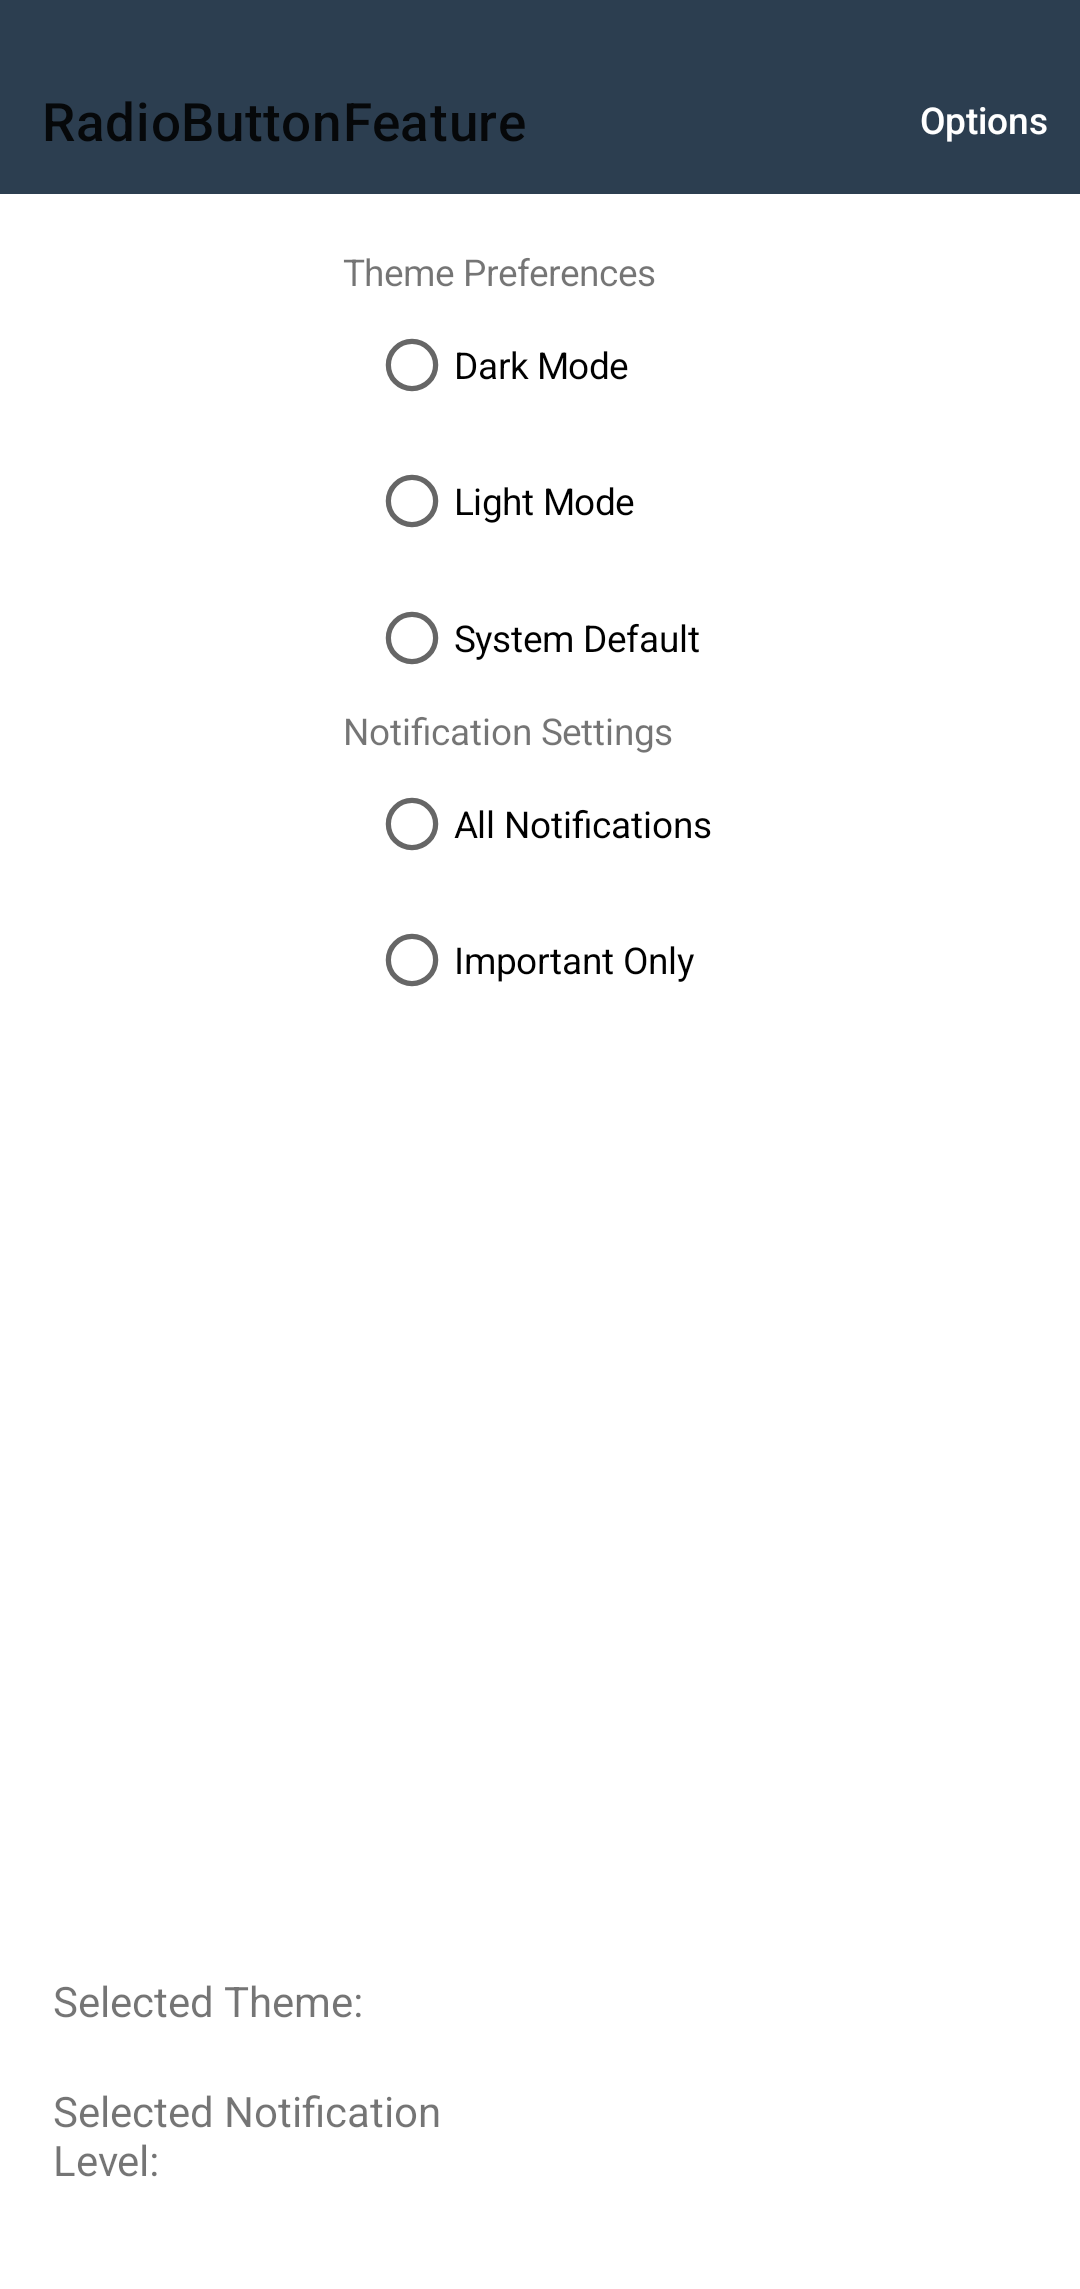 RadioButtonFeature
Options
Theme Preferences
Dark Mode
Light Mode
System Default
Notification Settings
All Notifications
Important Only
Selected Theme:
Selected Notification
Level: